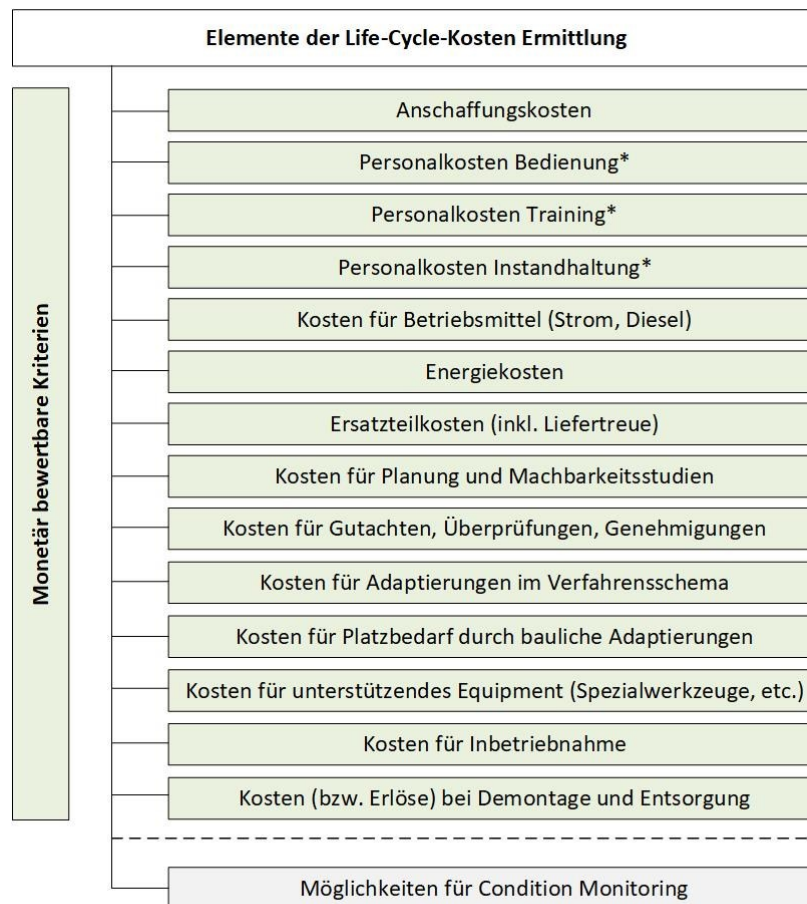 Elemente der Life-Cycle-Kosten Ermittlung
Monetär bewertbare Kriterien
Anschaffungskosten
Personalkosten Bedienung*
Personalkosten Training*
Personalkosten Instandhaltung*
Kosten für Betriebsmittel (Strom, Diesel)
Energiekosten
Ersatzteilkosten (inkl. Liefertreue)
Kosten für Planung und Machbarkeitsstudien
Kosten für Gutachten, Überprüfungen, Genehmigungen
Kosten für Adaptierungen im Verfahrensschema
Kosten für Platzbedarf durch bauliche Adaptierungen
Kosten für unterstützendes Equipment (Spezialwerkzeuge, etc.)
Kosten für Inbetriebnahme
Kosten (bzw. Erlöse) bei Demontage und Entsorgung
Möglichkeiten für Condition Monitoring